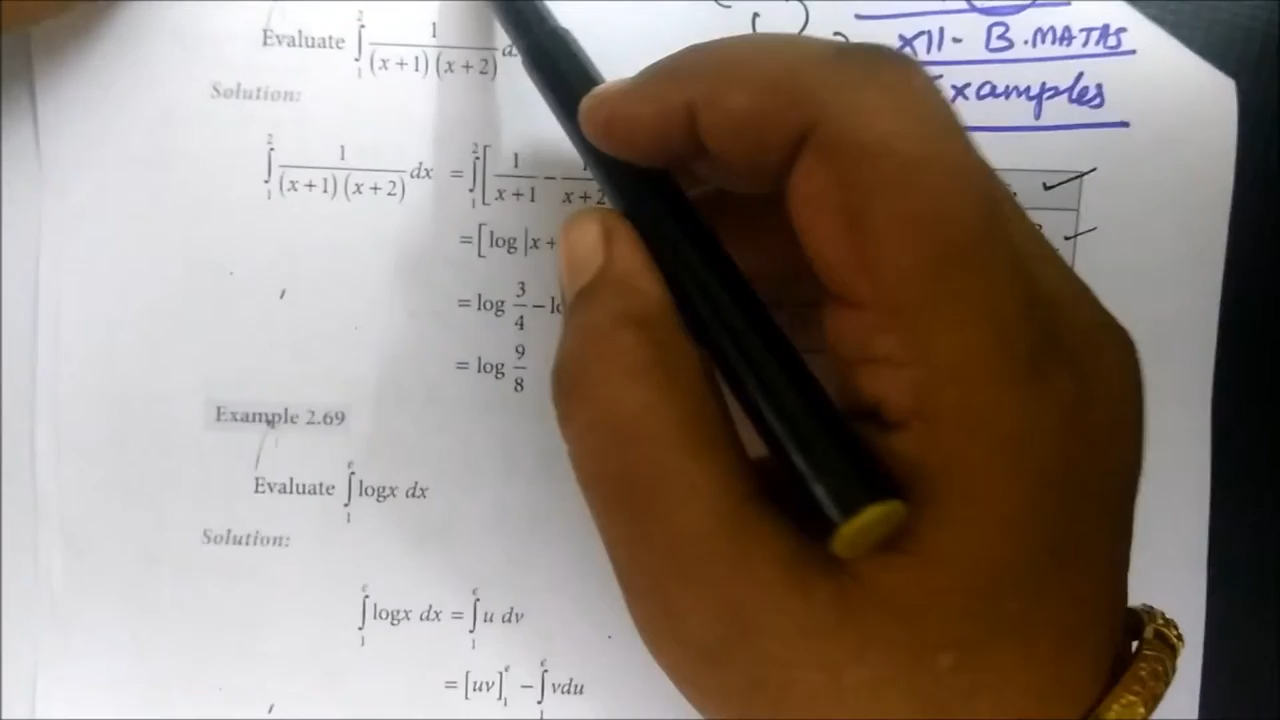 XII- B.MATAS
Examples
Evaluate ∫₁² 1/((x+1)(x+2))
Solution:
∫₁² 1/((x+1)(x+2)) dx = ∫₁² [1/(x+1) −
x+2
= [log |x +
= log 3/4 −
= log 9/8
Example 2.69
Evaluate ∫₁ᵉ logx dx
Solution:
∫₁ᵉ logx dx = ∫₁ᵉ u dv
= [uv]₁ᵉ − ∫₁ᵉ vdu